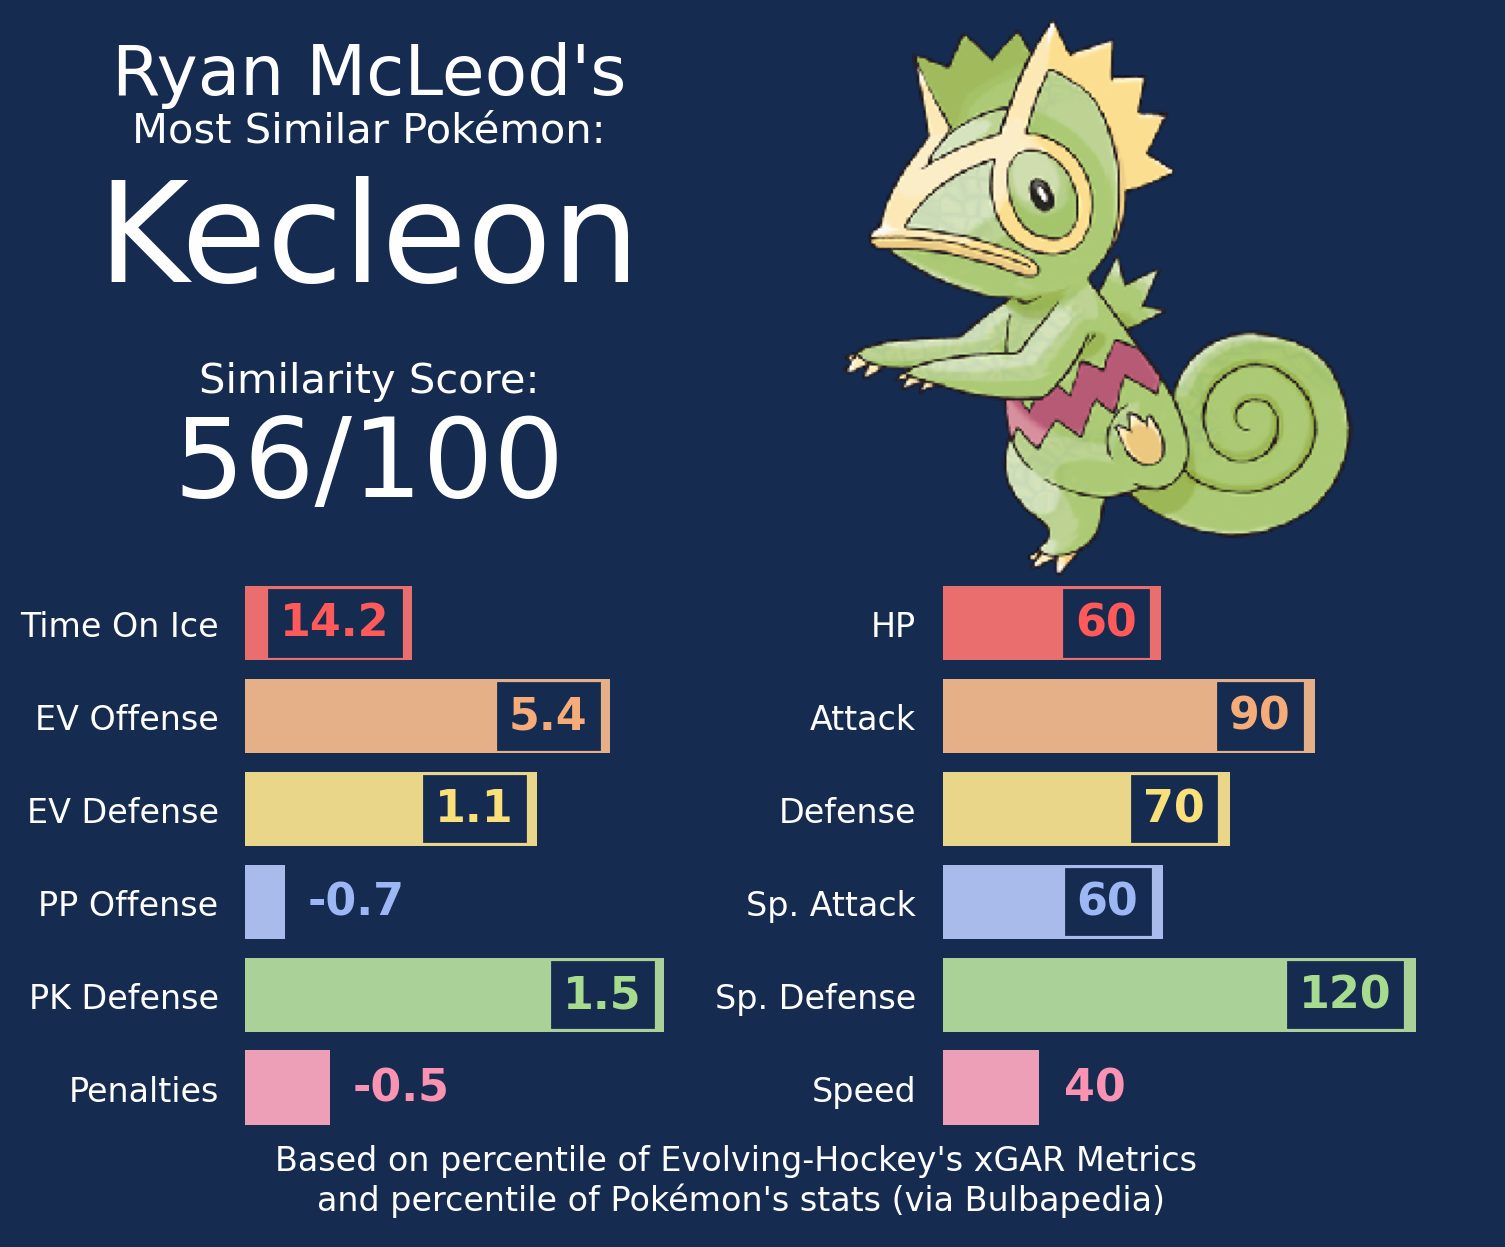 Ryan McLeod's
Most Similar Pokémon:
Kecleon
Similarity Score:
56/100
Time On Ice 14.2
EV Offense 5.4
EV Defense 1.1
PP Offense -0.7
PK Defense 1.5
Penalties -0.5
HP 60
Attack 90
Defense 70
Sp. Attack 60
Sp. Defense 120
Speed 40
Based on percentile of Evolving-Hockey's xGAR Metrics
and percentile of Pokémon's stats (via Bulbapedia)